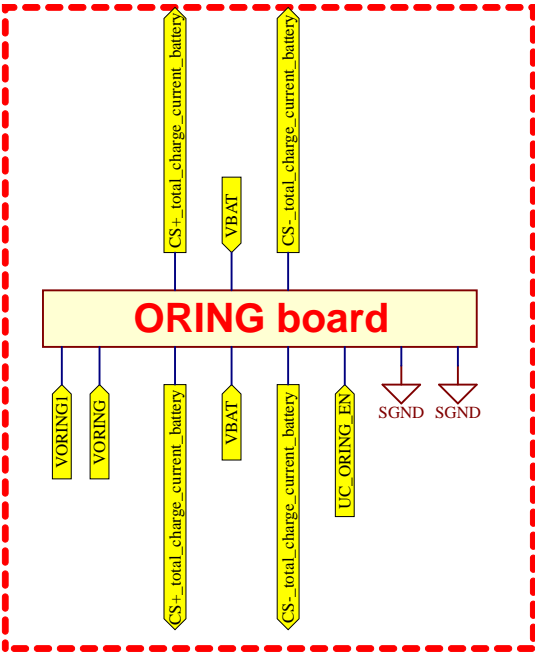 CS+_total_charge_current_battery
VBAT
CS-_total_charge_current_battery
ORING board
VORING1
VORING
CS+_total_charge_current_battery
VBAT
CS-_total_charge_current_battery
UC_ORING_EN
SGND
SGND